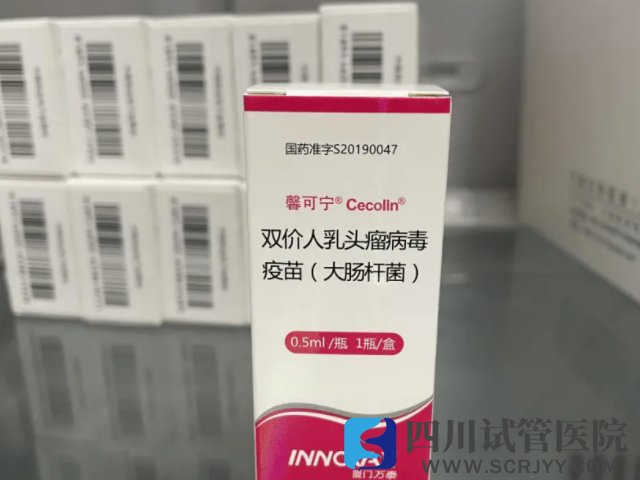 国药准字S20190047
馨可宁® Cecolin®
双价人乳头瘤病毒
疫苗（大肠杆菌）
0.5ml/瓶 1瓶/盒
厦门万泰
四川试管医院
WWW.SCRJYY.COM